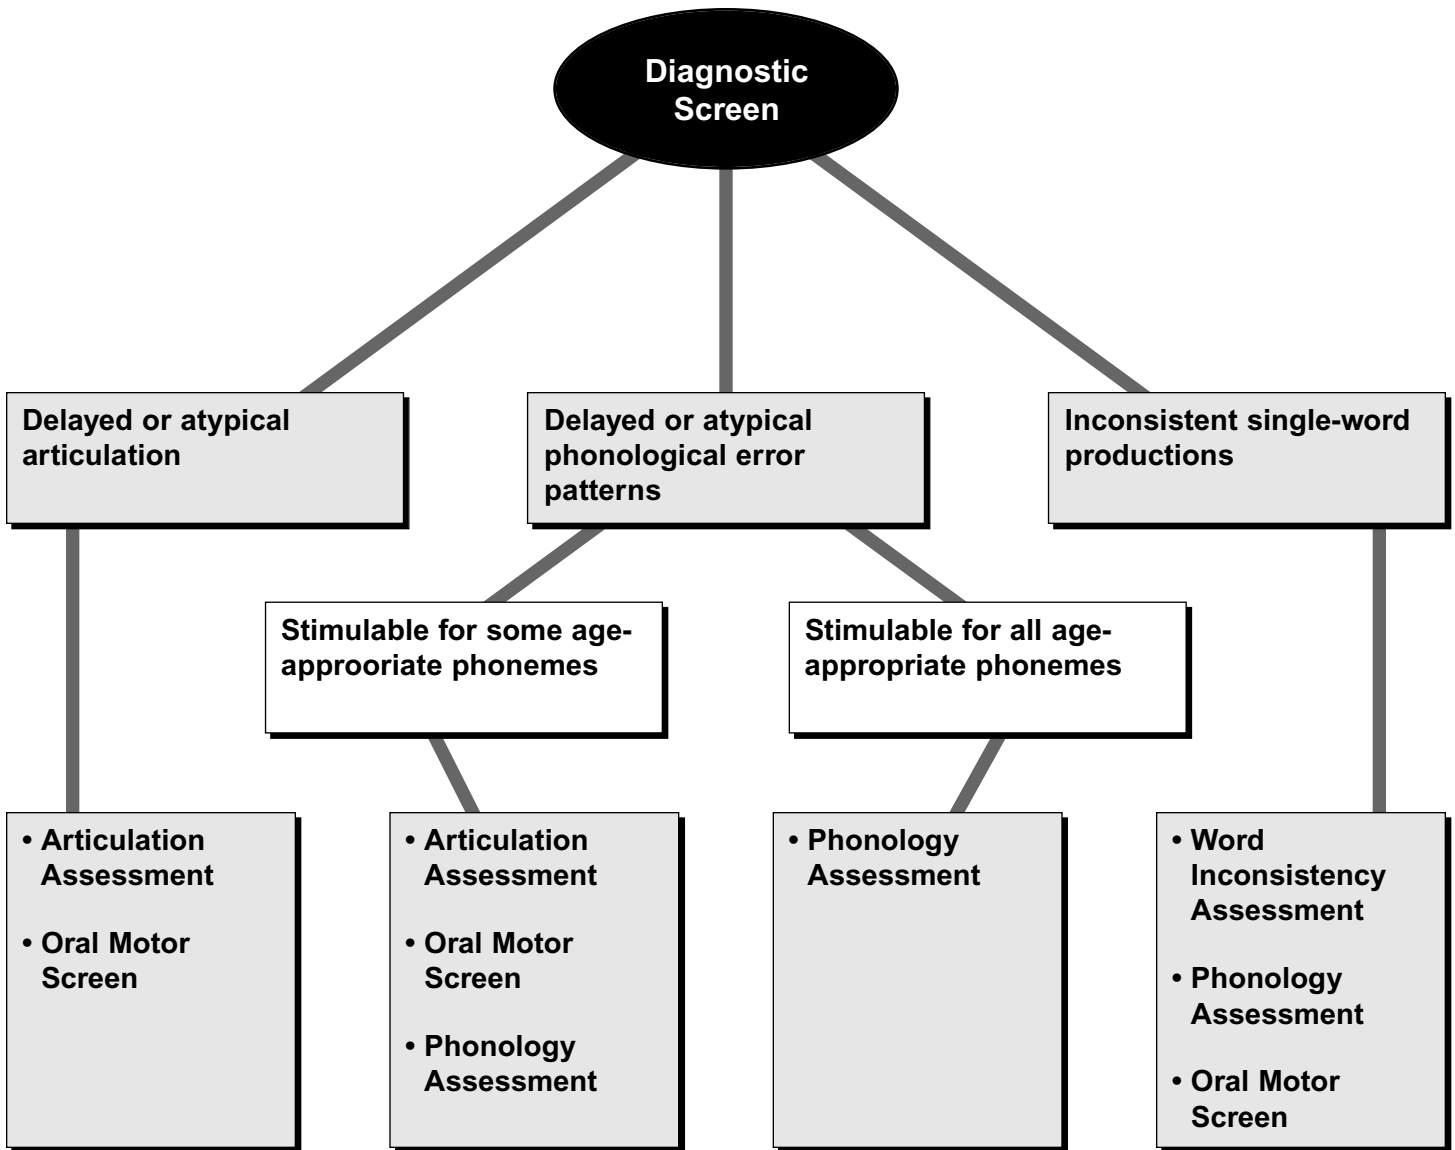 Diagnostic
Screen
Delayed or atypical
articulation
Delayed or atypical
phonological error
patterns
Inconsistent single-word
productions
Stimulable for some age-
approoriate phonemes
Stimulable for all age-
appropriate phonemes
• Articulation
Assessment
• Oral Motor
Screen
• Articulation
Assessment
• Oral Motor
Screen
• Phonology
Assessment
• Phonology
Assessment
• Word
Inconsistency
Assessment
• Phonology
Assessment
• Oral Motor
Screen